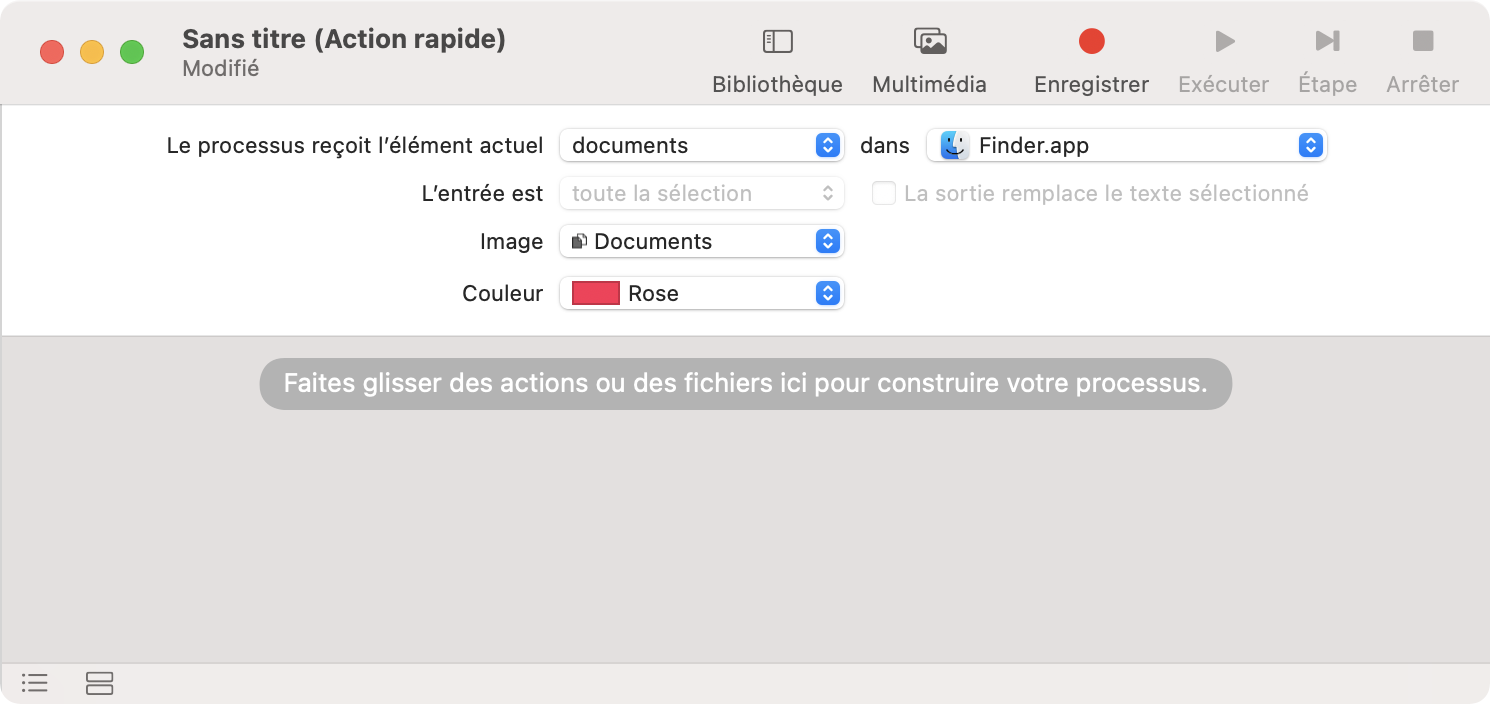 Sans titre (Action rapide)
Modifié
Bibliothèque Multimédia Enregistrer Exécuter Étape Arrêter
Le processus reçoit l’élément actuel documents dans Finder.app
L’entrée est toute la sélection La sortie remplace le texte sélectionné
Image Documents
Couleur Rose
Faites glisser des actions ou des fichiers ici pour construire votre processus.